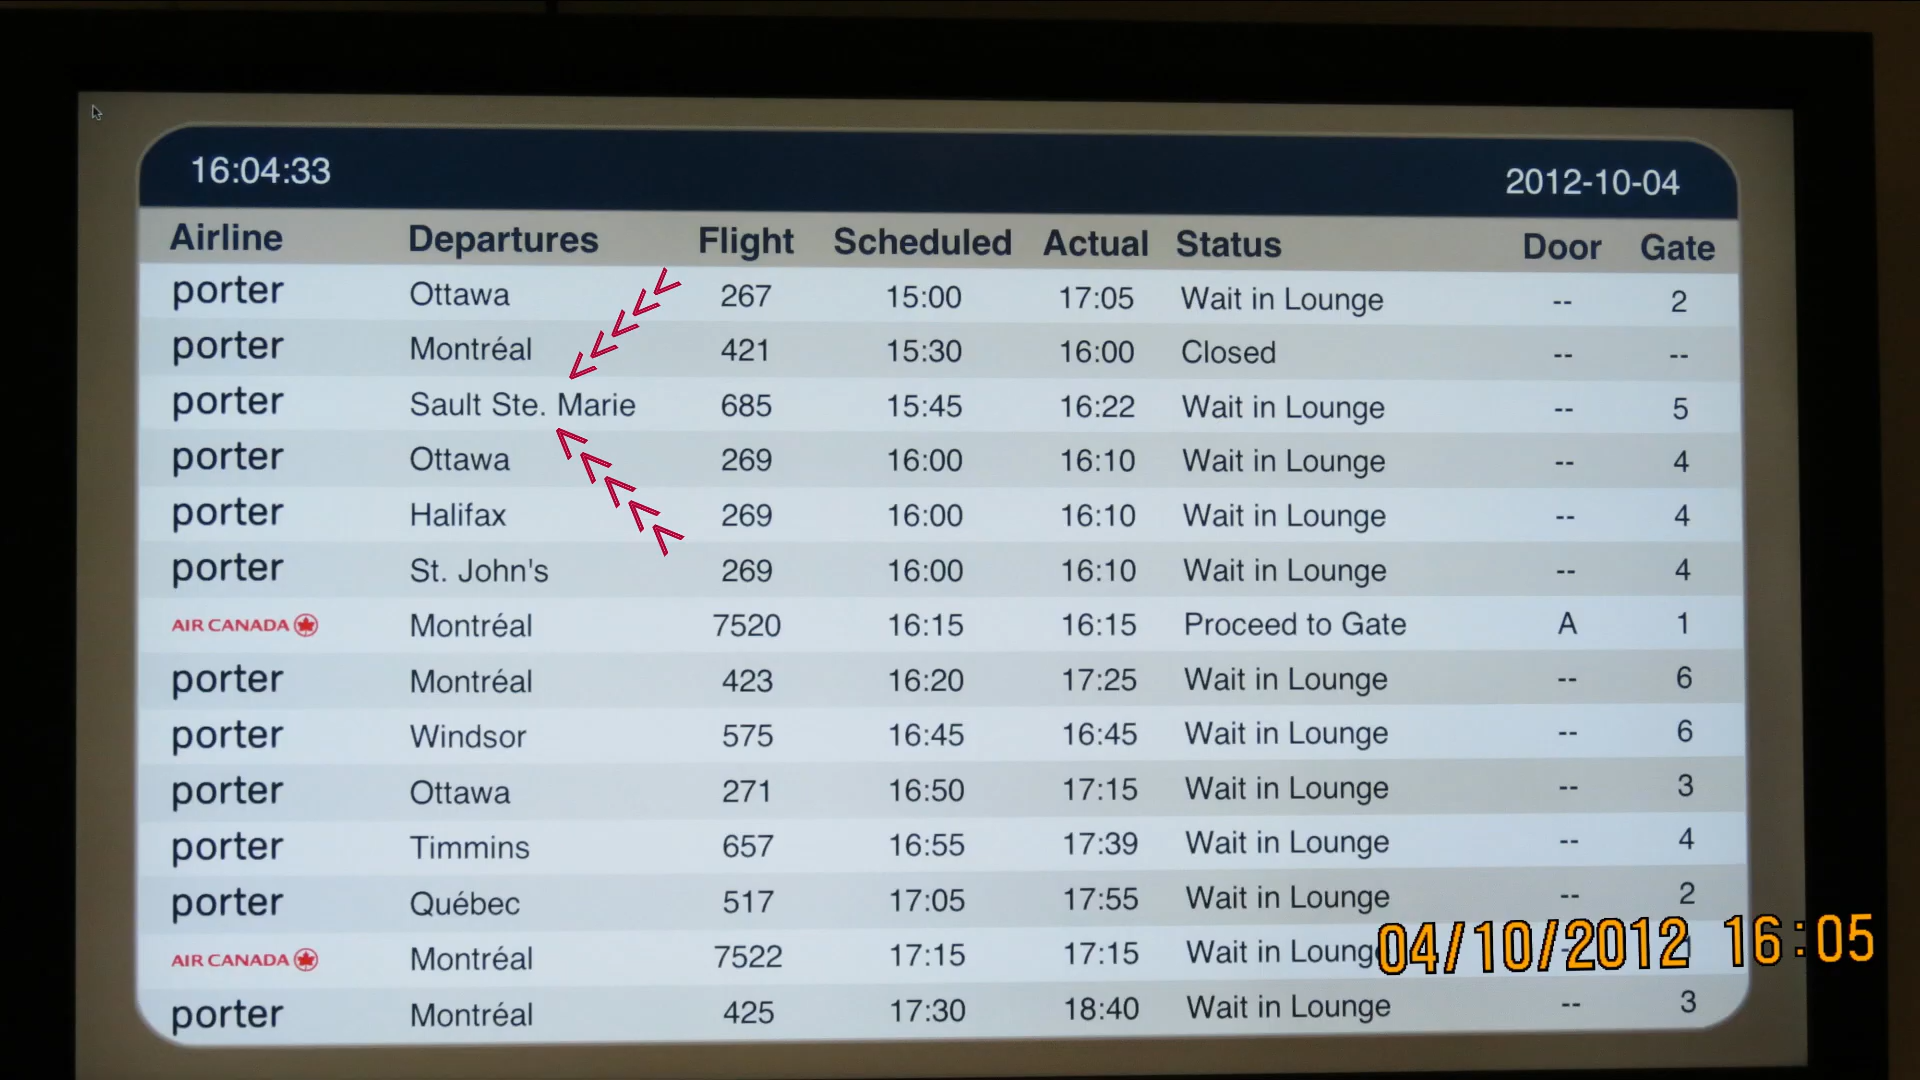 16:04:33 2012-10-04
Airline Departures Flight Scheduled Actual Status Door Gate
porter Ottawa 267 15:00 17:05 Wait in Lounge -- 2
porter Montréal 421 15:30 16:00 Closed -- --
porter Sault Ste. Marie 685 15:45 16:22 Wait in Lounge -- 5
porter Ottawa 269 16:00 16:10 Wait in Lounge -- 4
porter Halifax 269 16:00 16:10 Wait in Lounge -- 4
porter St. John's 269 16:00 16:10 Wait in Lounge -- 4
AIR CANADA Montréal 7520 16:15 16:15 Proceed to Gate A 1
porter Montréal 423 16:20 17:25 Wait in Lounge -- 6
porter Windsor 575 16:45 16:45 Wait in Lounge -- 6
porter Ottawa 271 16:50 17:15 Wait in Lounge -- 3
porter Timmins 657 16:55 17:39 Wait in Lounge -- 4
porter Québec 517 17:05 17:55 Wait in Lounge -- 2
AIR CANADA Montréal 7522 17:15 17:15 Wait in Lounge
04/10/2012 16:05
porter Montréal 425 17:30 18:40 Wait in Lounge -- 3